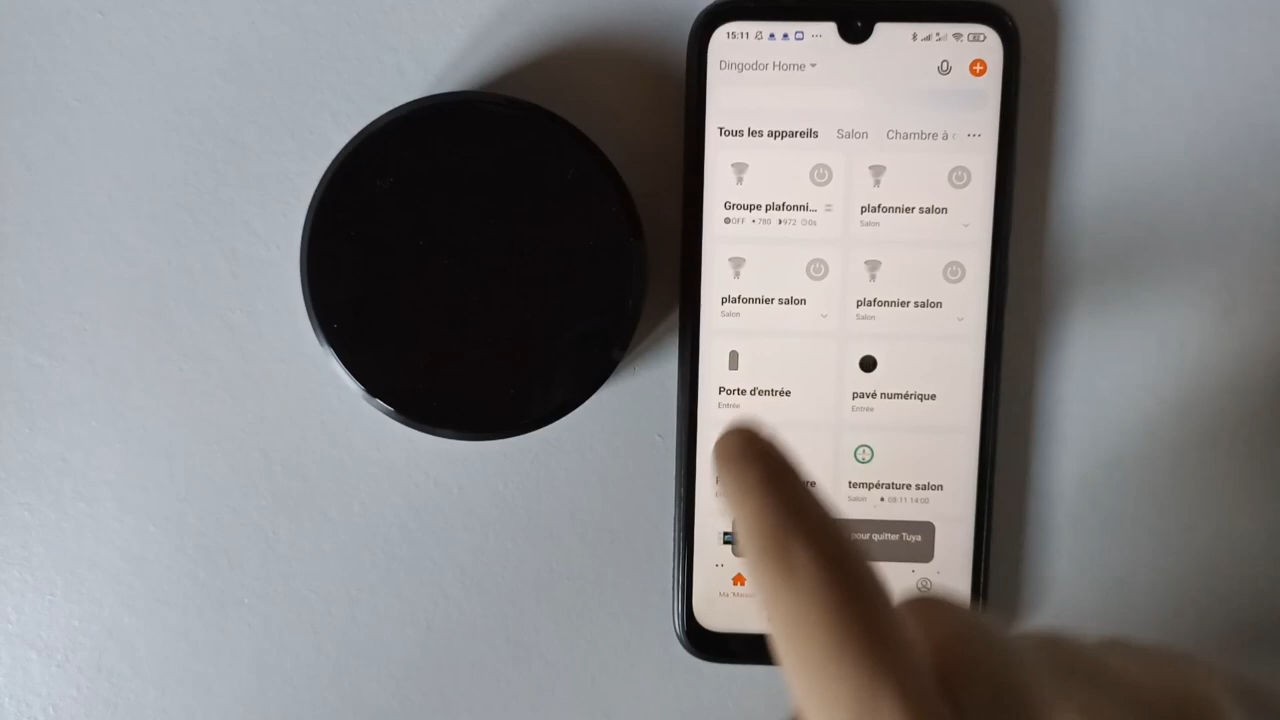 15:11
Dingodor Home
Tous les appareils Salon Chambre à
Groupe plafonni...
OFF 780 972 0s
plafonnier salon
Salon
plafonnier salon
Salon
plafonnier salon
Salon
Porte d'entrée
Entrée
pavé numérique
Entrée
température salon
Salon 08:11 14:00
pour quitter Tuya